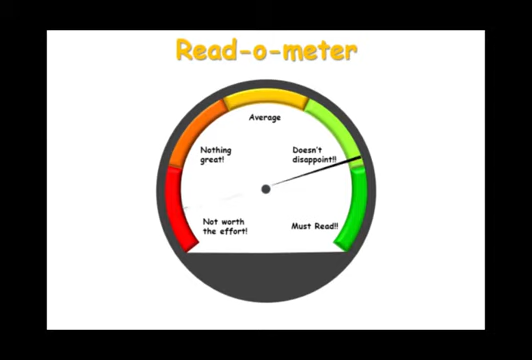 Read-o-meter
Average
Nothing
great!
Doesn't
disappoint!!
Not worth
the effort!
Must Read!!